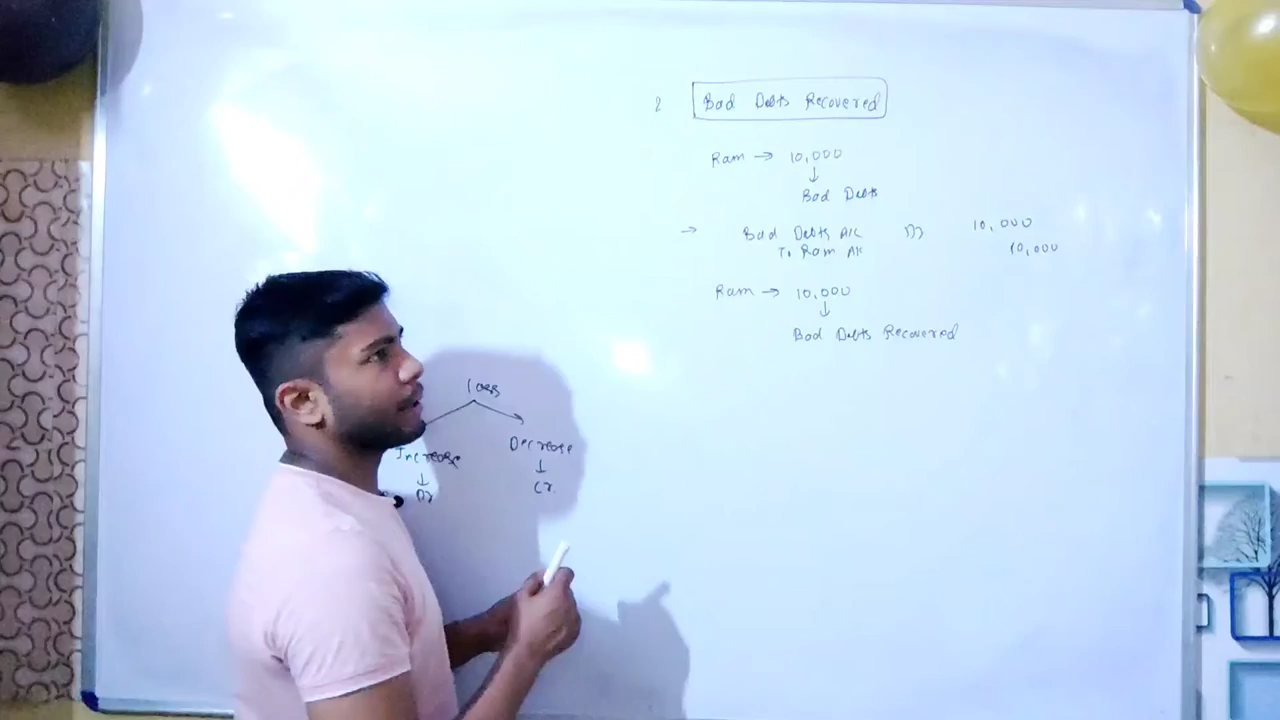 2 Bad Debts Recovered
Ram → 10,000
↓
Bad Debts
→ Bad Debts A/c Dr 10,000
To Ram A/c 10,000
Ram → 10,000
↓
Bad Debts Recovered
Loss
Increase Decrease
↓ ↓
Dr Cr.